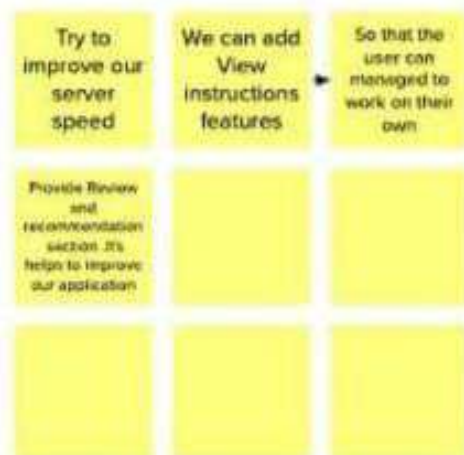 Try to
improve our
server
speed
We can add
View
instructions
features
So that the
user can
managed to
work on their
own
Provide Review
and
recommendation
section .It's
helps to improve
our application